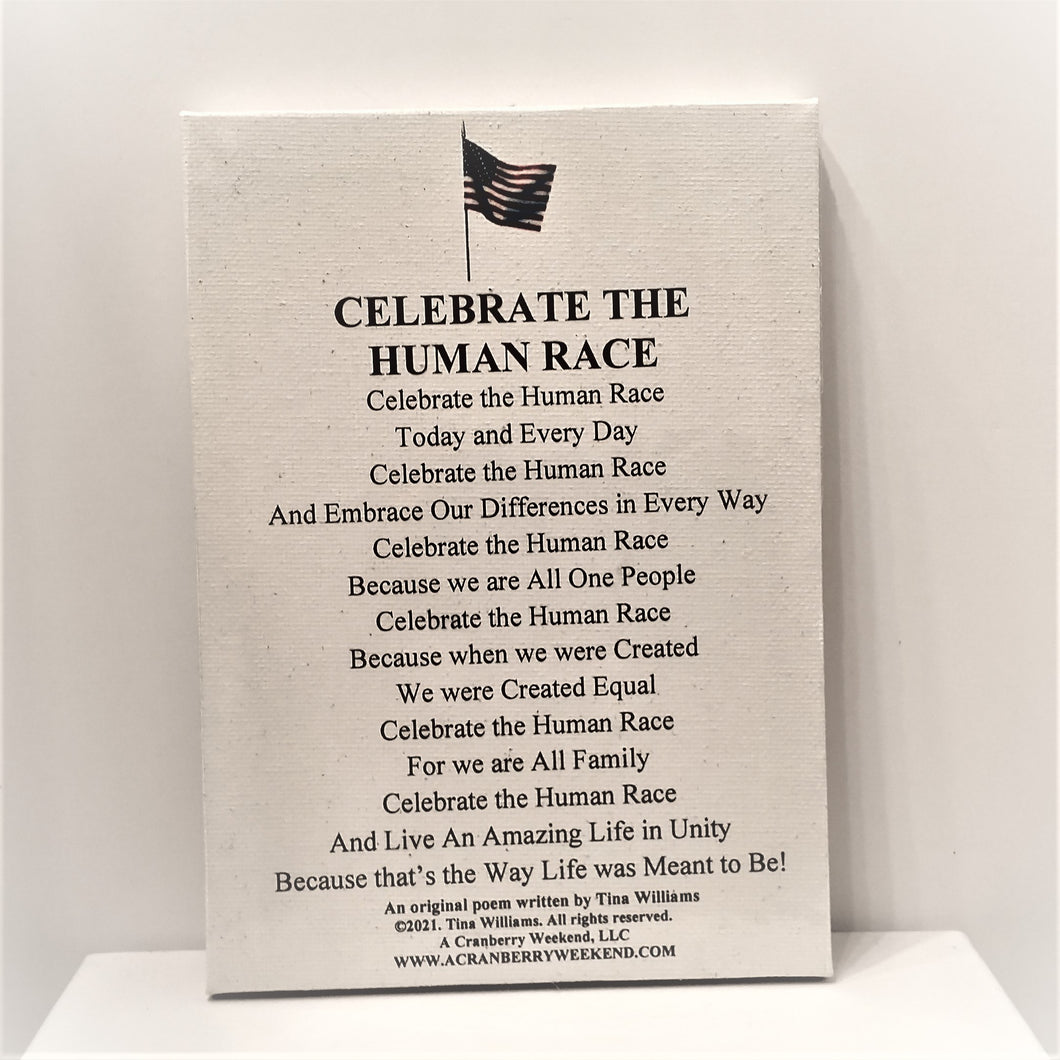 CELEBRATE THE
HUMAN RACE
Celebrate the Human Race
Today and Every Day
Celebrate the Human Race
And Embrace Our Differences in Every Way
Celebrate the Human Race
Because we are All One People
Celebrate the Human Race
Because when we were Created
We were Created Equal
Celebrate the Human Race
For we are All Family
Celebrate the Human Race
And Live An Amazing Life in Unity
Because that's the Way Life was Meant to Be!
An original poem written by Tina Williams
©2021. Tina Williams. All rights reserved.
A Cranberry Weekend, LLC
WWW.ACRANBERRYWEEKEND.COM